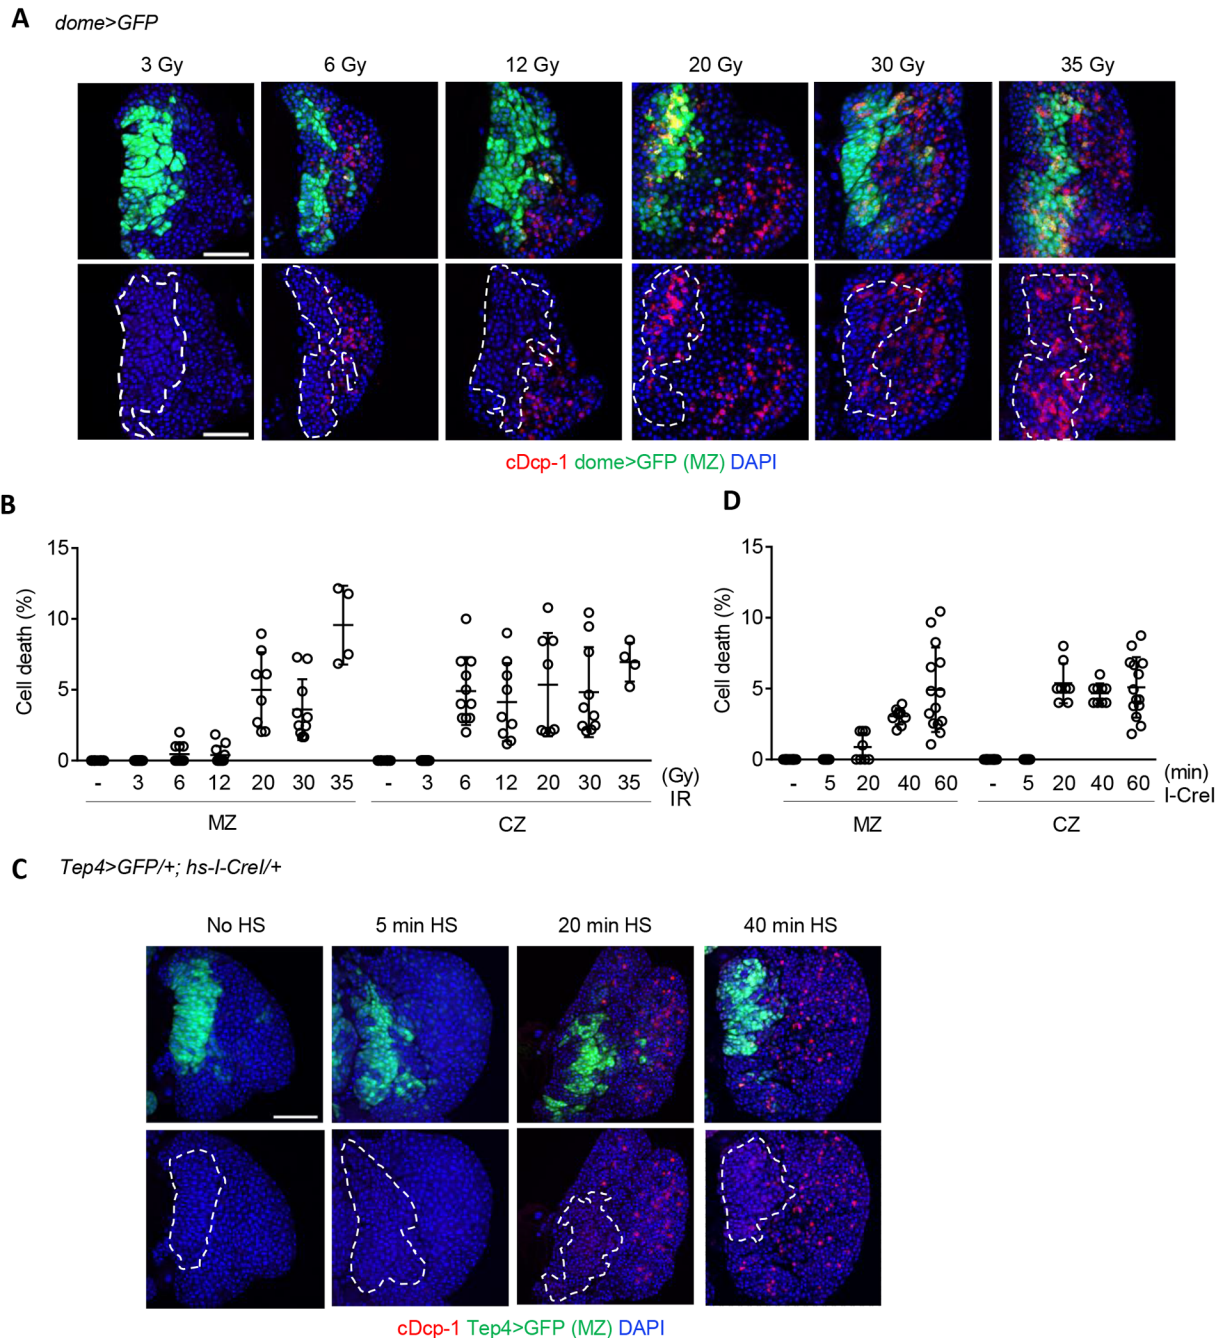 A
dome>GFP
3 Gy 6 Gy 12 Gy 20 Gy 30 Gy 35 Gy
cDcp-1 dome>GFP (MZ) DAPI
B
Cell death (%)
15
10
5
0
- 3 6 12 20 30 35 - 3 6 12 20 30 35 (Gy)
IR
MZ CZ
D
Cell death (%)
15
10
5
0
- 5 20 40 60 - 5 20 40 60 (min)
I-CreI
MZ CZ
C
Tep4>GFP/+; hs-I-CreI/+
No HS 5 min HS 20 min HS 40 min HS
cDcp-1 Tep4>GFP (MZ) DAPI